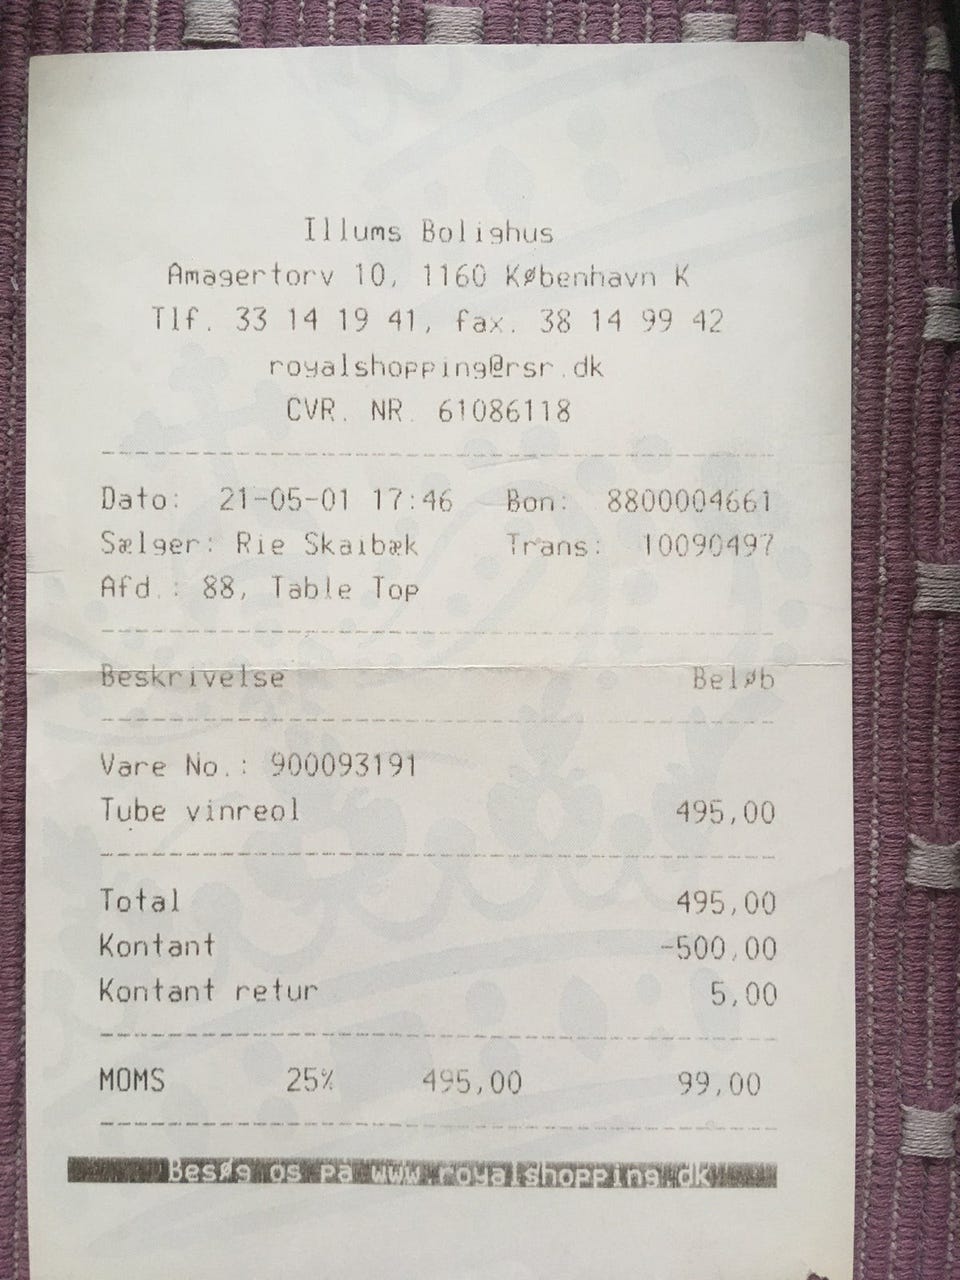 Illums Bolighus
Amagertorv 10, 1160 København K
Tlf. 33 14 19 41, fax. 38 14 99 42
royalshopping@rsr.dk
CVR. NR. 61086118
Dato: 21-05-01 17:46 Bon: 8800004661
Sælger: Rie Skaibæk Trans: 10090497
Afd.: 88, Table Top
Beskrivelse Beløb
Vare No.: 900093191
Tube vinreol 495,00
Total 495,00
Kontant -500,00
Kontant retur 5,00
MOMS 25% 495,00 99,00
Besøg os på www.royalshopping.dk